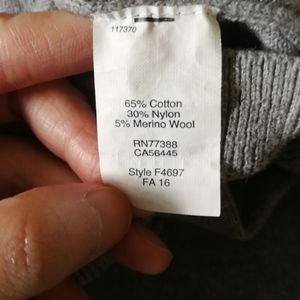 117370
65% Cotton
30% Nylon
5% Merino Wool
RN77388
CA56445
Style F4697
FA 16